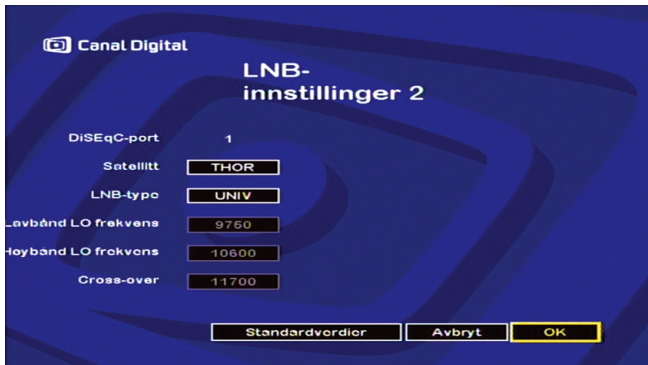 Canal Digital
LNB-
innstillinger 2
DiSEqC-port 1
Satellitt THOR
LNB-type UNIV
Lavbånd LO frekvens 9750
Høybånd LO frekvens 10600
Cross-over 11700
Standardverdier Avbryt OK